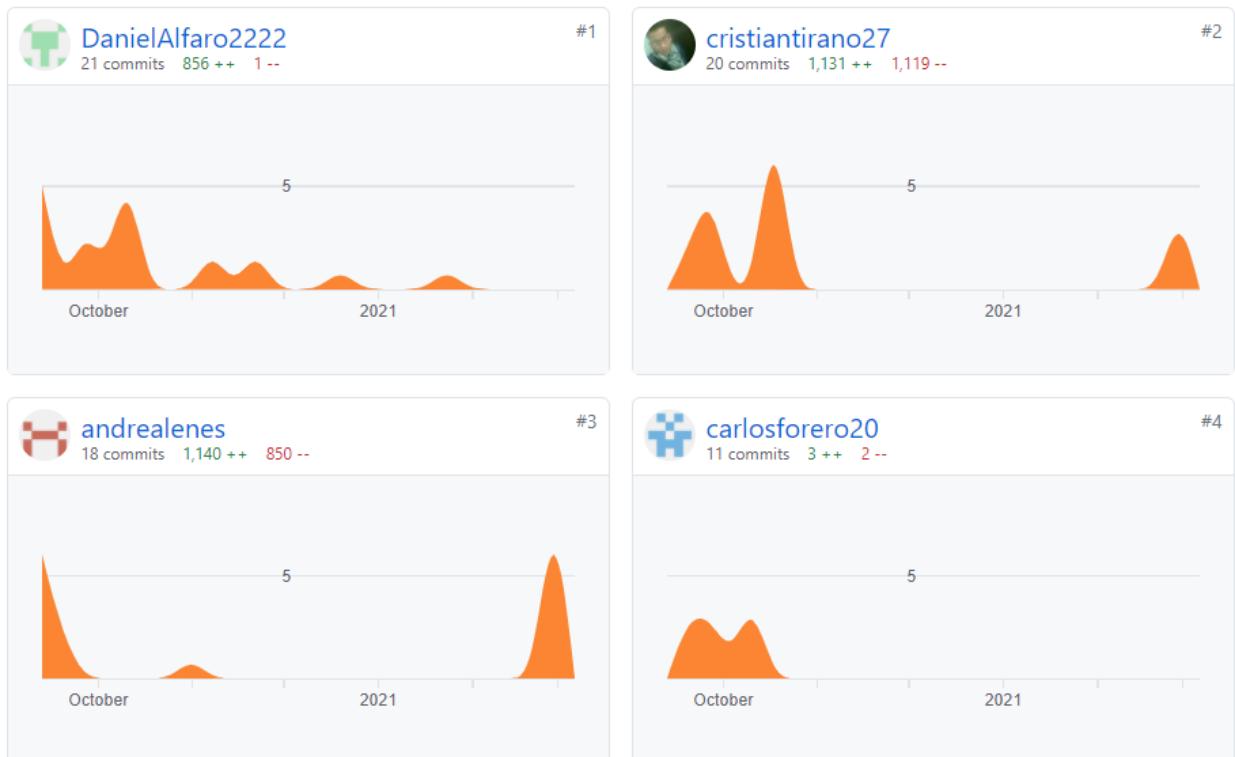 DanielAlfaro2222 #1
21 commits 856 ++ 1 --
5
October 2021
cristiantirano27 #2
20 commits 1,131 ++ 1,119 --
5
October 2021
andrealenes #3
18 commits 1,140 ++ 850 --
5
October 2021
carlosforero20 #4
11 commits 3 ++ 2 --
5
October 2021